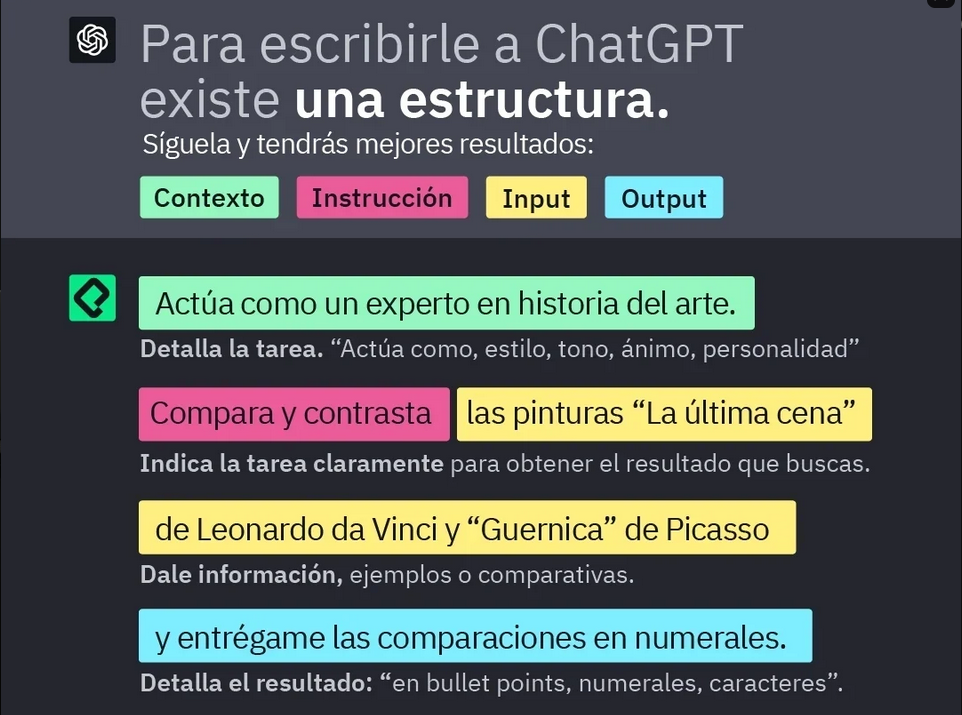 Para escribirle a ChatGPT
existe una estructura.
Síguela y tendrás mejores resultados:
Contexto Instrucción Input Output
Actúa como un experto en historia del arte.
Detalla la tarea. “Actúa como, estilo, tono, ánimo, personalidad”
Compara y contrasta las pinturas “La última cena”
Indica la tarea claramente para obtener el resultado que buscas.
de Leonardo da Vinci y “Guernica” de Picasso
Dale información, ejemplos o comparativas.
y entrégame las comparaciones en numerales.
Detalla el resultado: “en bullet points, numerales, caracteres”.